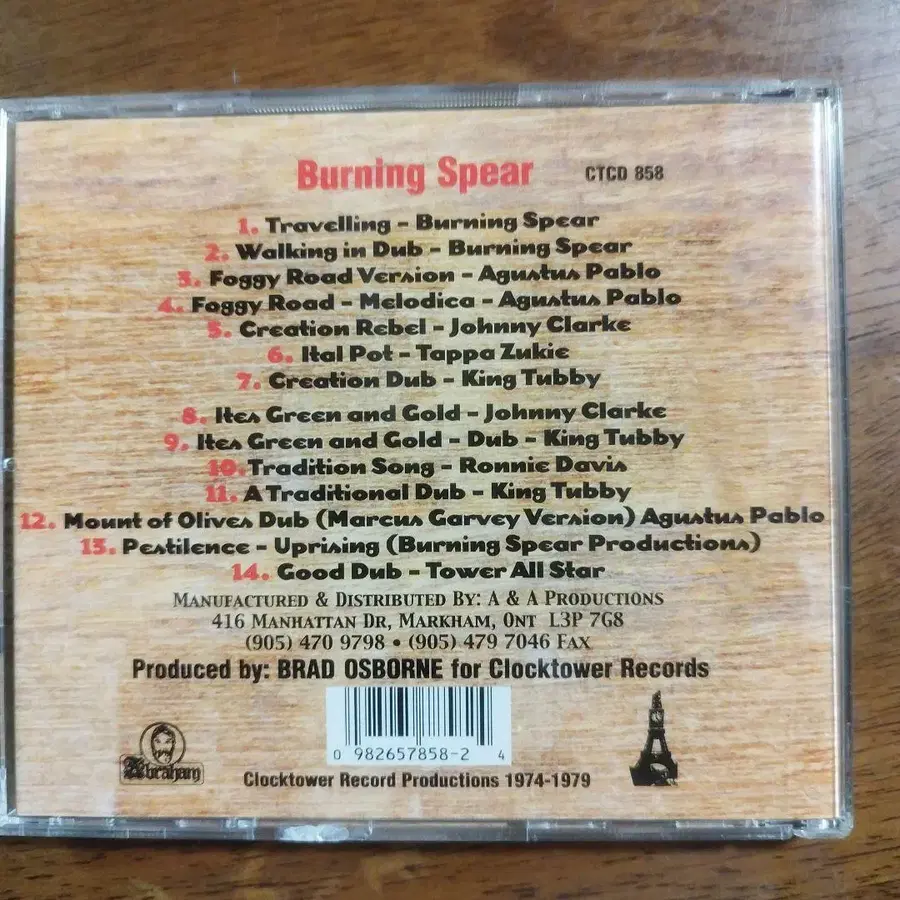 Burning Spear CTCD 858
1. Travelling - Burning Spear
2. Walking in Dub - Burning Spear
3. Foggy Road Version - Agustus Pablo
4. Foggy Road - Melodica - Agustus Pablo
5. Creation Rebel - Johnny Clarke
6. Ital Pot - Tappa Zukie
7. Creation Dub - King Tubby
8. Ites Green and Gold - Johnny Clarke
9. Ites Green and Gold - Dub - King Tubby
10. Tradition Song - Ronnie Davis
11. A Traditional Dub - King Tubby
12. Mount of Olives Dub (Marcus Garvey Version) Agustus Pablo
13. Pestilence - Uprising (Burning Spear Productions)
14. Good Dub - Tower All Star
Manufactured & Distributed By: A & A Productions
416 Manhattan Dr, Markham, Ont L3P 7G8
(905) 470 9798 • (905) 479 7046 Fax
Produced by: BRAD OSBORNE for Clocktower Records
0 982657858-2 4
Abraham
Clocktower Record Productions 1974-1979